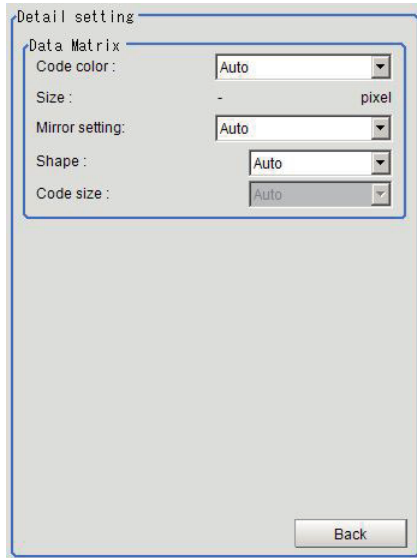 Detail setting
Data Matrix
Code color : Auto
Size : - pixel
Mirror setting: Auto
Shape : Auto
Code size : Auto
Back